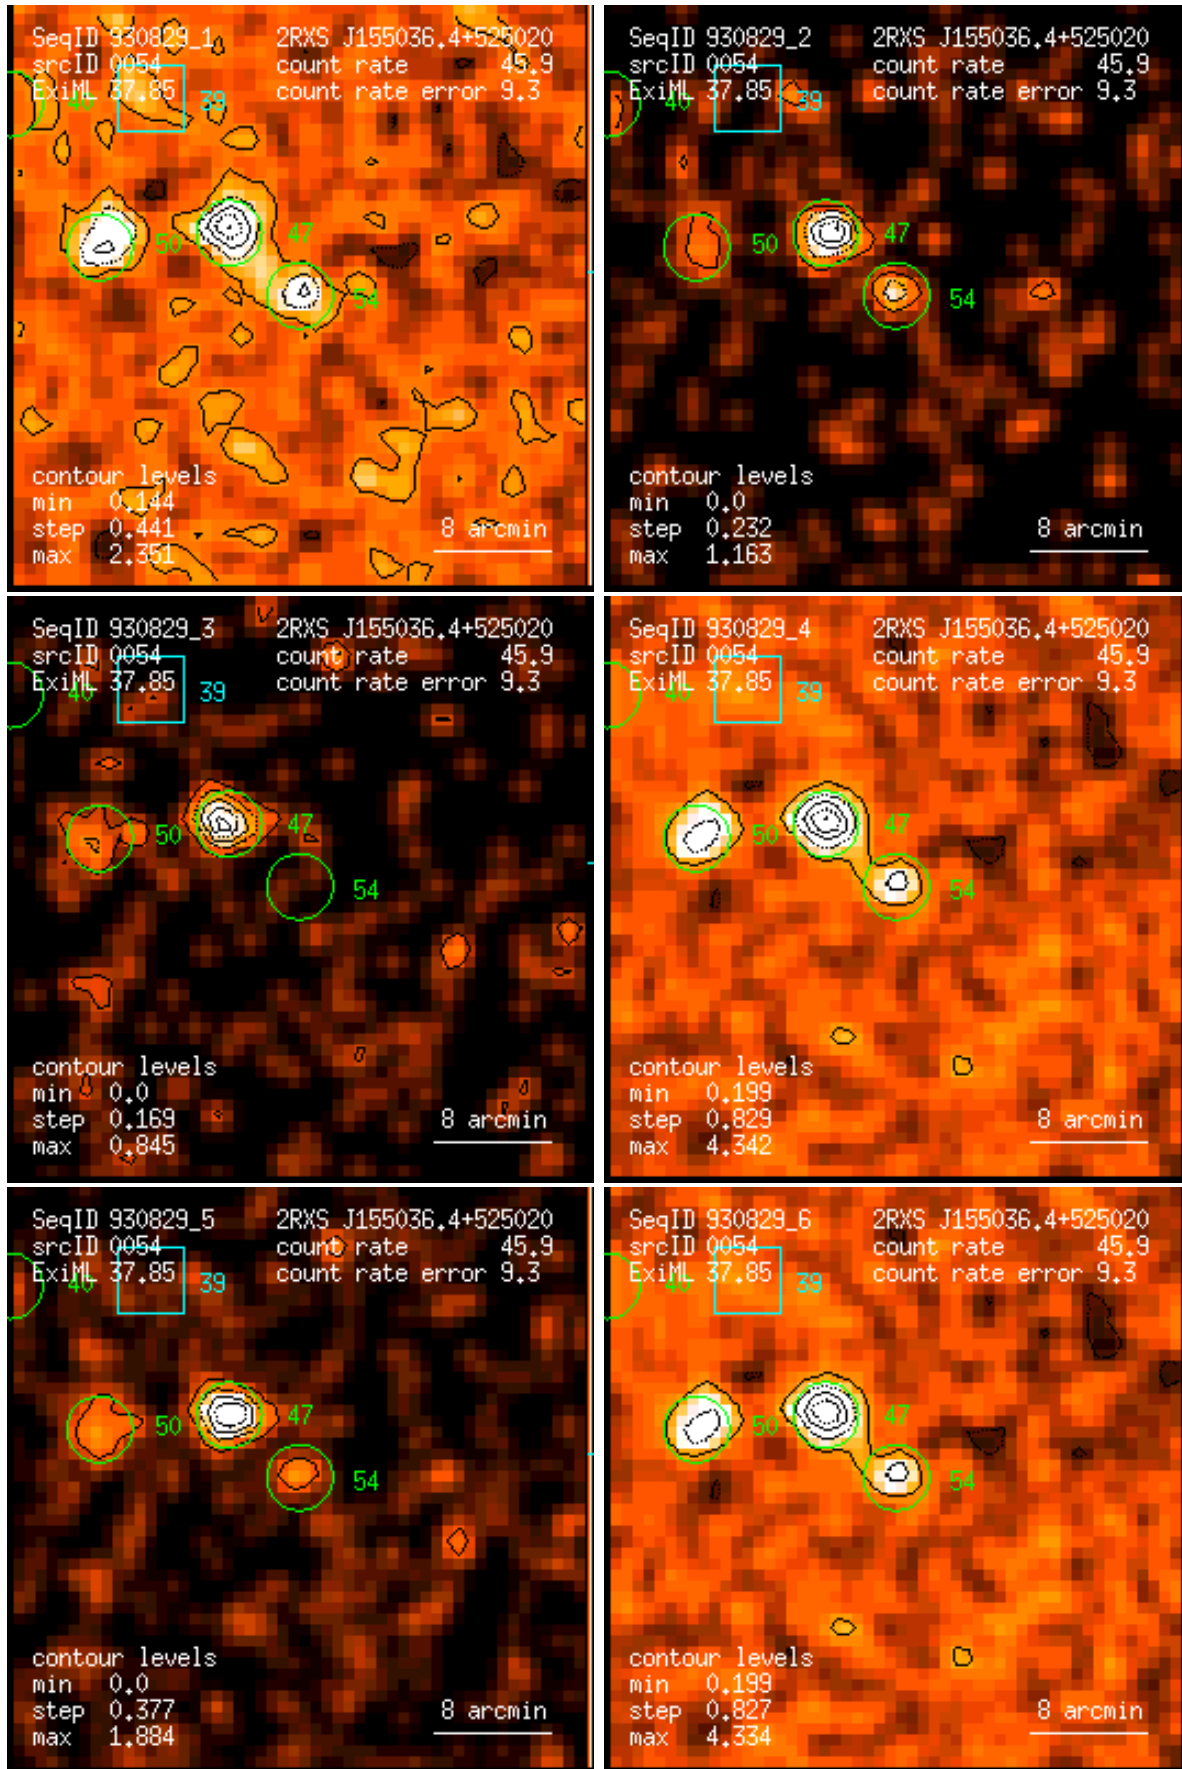 SeqID 930829_1 2RXS J155036.4+525020
srcID 0054 count rate 45.9
ExiML 37.85 count rate error 9.3
40 39
50 47
54
contour levels
min 0.144
step 0.441 8 arcmin
max 2.351
SeqID 930829_2 2RXS J155036.4+525020
srcID 0054 count rate 45.9
ExiML 37.85 count rate error 9.3
40 39
50 47
54
contour levels
min 0.0
step 0.232 8 arcmin
max 1.163
SeqID 930829_3 2RXS J155036.4+525020
srcID 0054 count rate 45.9
ExiML 37.85 count rate error 9.3
40 39
50 47
54
contour levels
min 0.0
step 0.169 8 arcmin
max 0.845
SeqID 930829_4 2RXS J155036.4+525020
srcID 0054 count rate 45.9
ExiML 37.85 count rate error 9.3
40 39
50 47
54
contour levels
min 0.199
step 0.829 8 arcmin
max 4.342
SeqID 930829_5 2RXS J155036.4+525020
srcID 0054 count rate 45.9
ExiML 37.85 count rate error 9.3
40 39
50 47
54
contour levels
min 0.0
step 0.377 8 arcmin
max 1.884
SeqID 930829_6 2RXS J155036.4+525020
srcID 0054 count rate 45.9
ExiML 37.85 count rate error 9.3
40 39
50 47
54
contour levels
min 0.199
step 0.827 8 arcmin
max 4.334